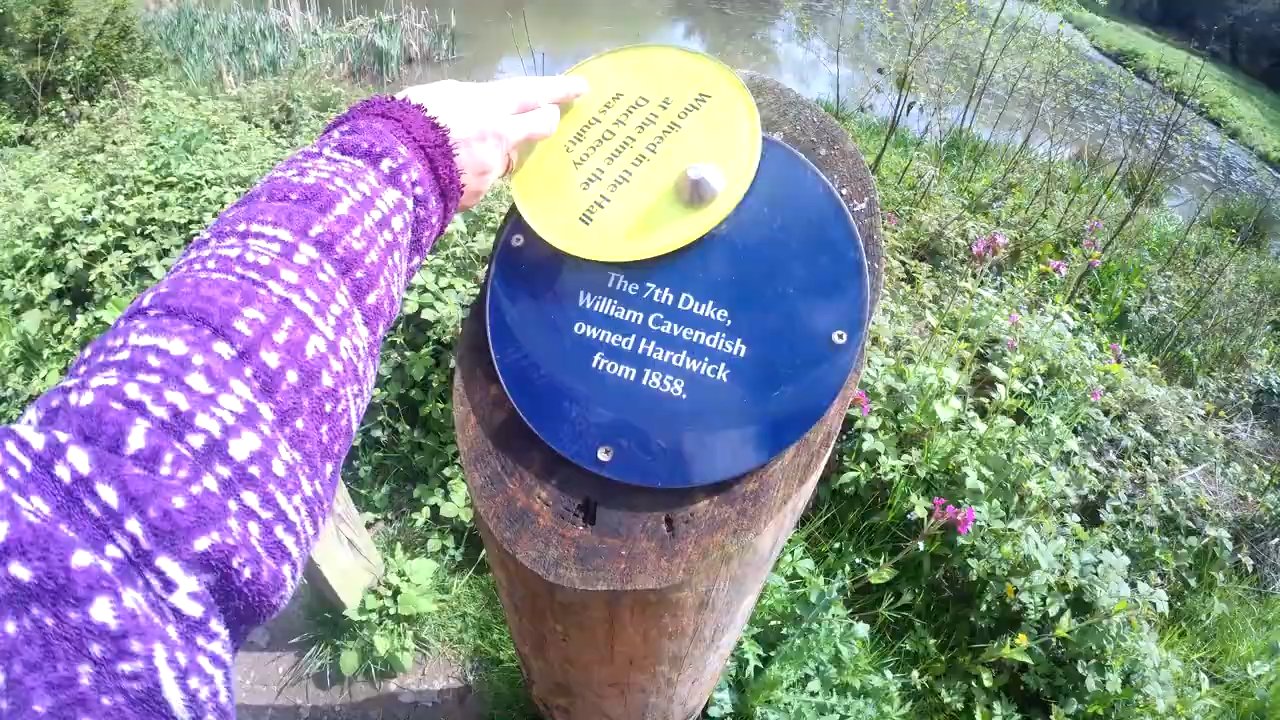 Who lived in the Hall
at the time the
Duck Decoy
was built?
The 7th Duke,
William Cavendish
owned Hardwick
from 1858.